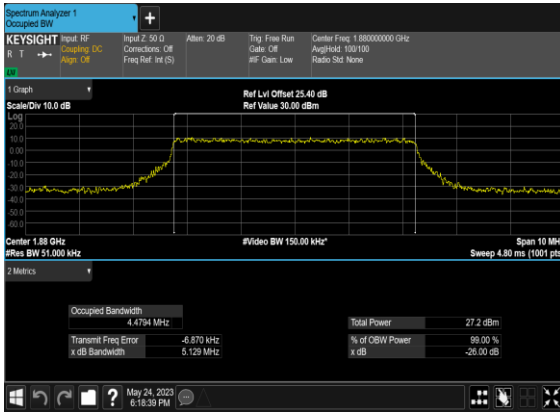 Spectrum Analyzer 1
Occupied BW
KEYSIGHT Input: RF Input Z: 50 Ω Atten: 20 dB Trig: Free Run Center Freq: 1.880000000 GHz
R T Coupling: DC Corrections: Off Gate: Off Avg|Hold: 100/100
Align: Off Freq Ref: Int (S) #IF Gain: Low Radio Std: None
1 Graph Ref Lvl Offset 25.40 dB
Scale/Div 10.0 dB Ref Value 30.00 dBm
Log
20.0
10.0
0.00
-10.0
-20.0
-30.0
-40.0
-50.0
-60.0
Center 1.88 GHz #Video BW 150.00 kHz* Span 10 MH
#Res BW 51.000 kHz Sweep 4.80 ms (1001 pts
2 Metrics
Occupied Bandwidth
4.4794 MHz Total Power 27.2 dBm
Transmit Freq Error -6.870 kHz % of OBW Power 99.00 %
x dB Bandwidth 5.129 MHz x dB -26.00 dB
? May 24, 2023
6:18:39 PM